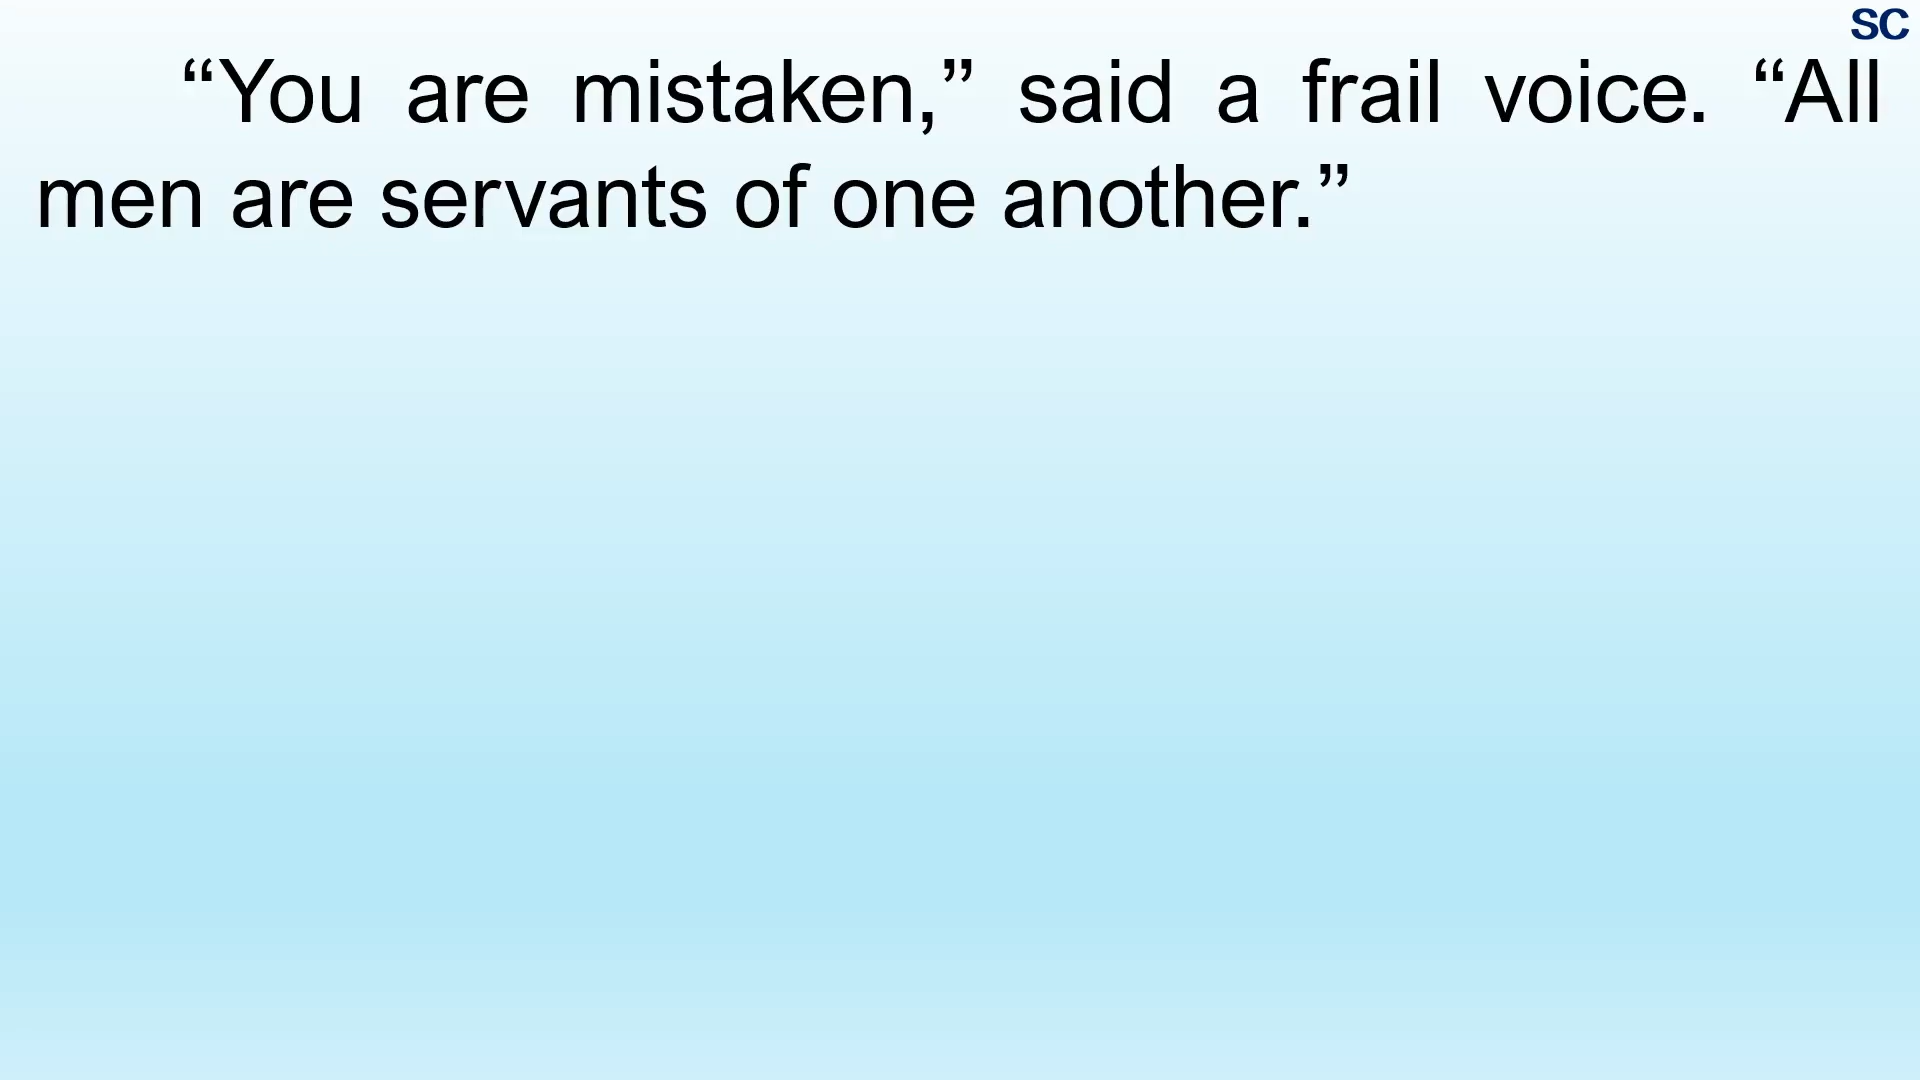 SC
“You are mistaken,” said a frail voice. “All
men are servants of one another.”